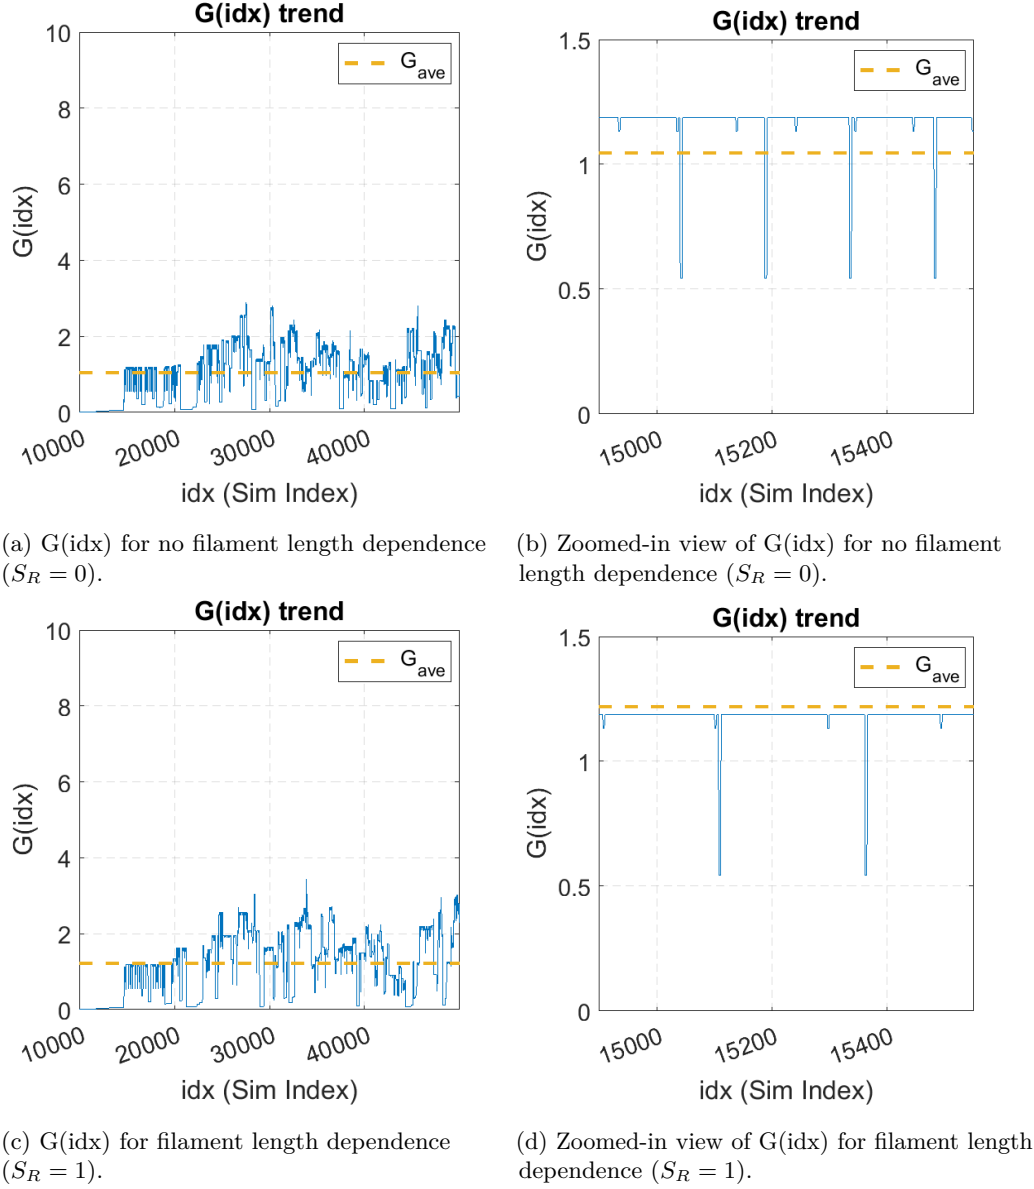 G(idx) trend
10
8
6
4
2
0
G(idx)
G_ave
10000
20000
30000
40000
idx (Sim Index)
(a) G(idx) for no filament length dependence
(S_R = 0).
G(idx) trend
1.5
1
0.5
0
G(idx)
G_ave
15000
15200
15400
idx (Sim Index)
(b) Zoomed-in view of G(idx) for no filament
length dependence (S_R = 0).
G(idx) trend
10
8
6
4
2
0
G(idx)
G_ave
10000
20000
30000
40000
idx (Sim Index)
(c) G(idx) for filament length dependence
(S_R = 1).
G(idx) trend
1.5
1
0.5
0
G(idx)
G_ave
15000
15200
15400
idx (Sim Index)
(d) Zoomed-in view of G(idx) for filament length
dependence (S_R = 1).